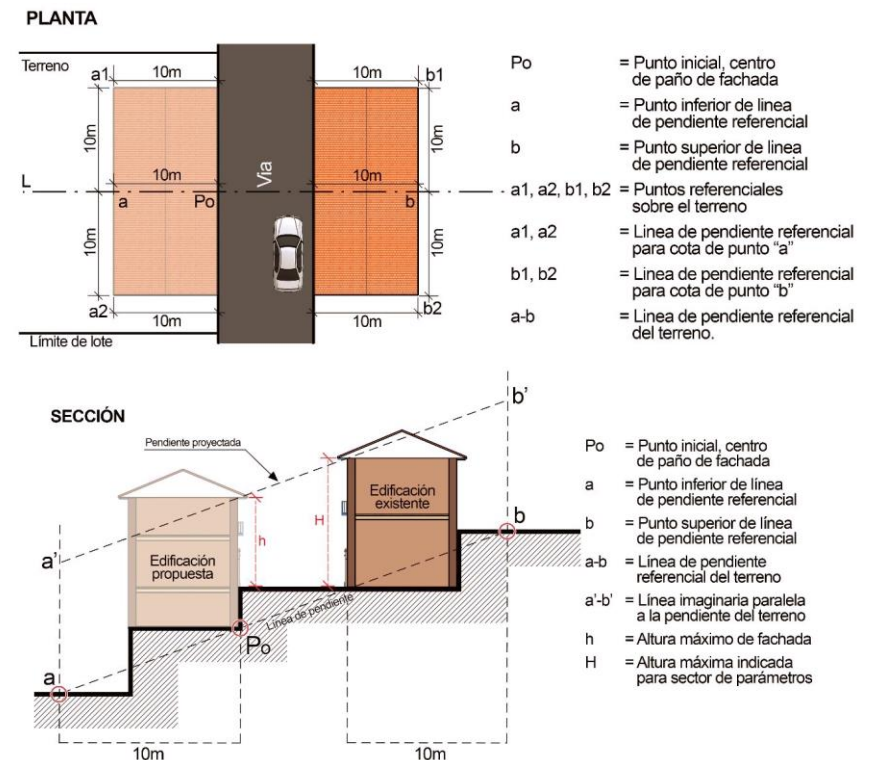 PLANTA
Terreno
a1
10m
10m
b1
10m
10m
10m
10m
L
a
Po
Via
b
10m
10m
a2
10m
10m
b2
Límite de lote
Po = Punto inicial, centro
de paño de fachada
a = Punto inferior de linea
de pendiente referencial
b = Punto superior de linea
de pendiente referencial
a1, a2, b1, b2 = Puntos referenciales
sobre el terreno
a1, a2 = Linea de pendiente referencial
para cota de punto "a"
b1, b2 = Linea de pendiente referencial
para cota de punto "b"
a-b = Linea de pendiente referencial
del terreno.
SECCIÓN
Pendiente proyectada
b'
Edificación
existente
H
h
a'
Edificación
propuesta
b
Línea de pendiente
Po
a
10m
10m
Po = Punto inicial, centro
de paño de fachada
a = Punto inferior de línea
de pendiente referencial
b = Punto superior de línea
de pendiente referencial
a-b = Línea de pendiente
referencial del terreno
a'-b' = Línea imaginaria paralela
a la pendiente del terreno
h = Altura máximo de fachada
H = Altura máxima indicada
para sector de parámetros